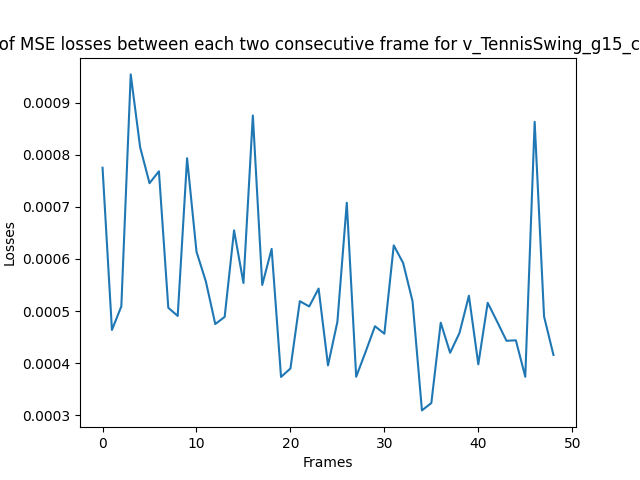 of MSE losses between each two consecutive frame for v_TennisSwing_g15_c
Losses
0.0009
0.0008
0.0007
0.0006
0.0005
0.0004
0.0003
0 10 20 30 40 50
Frames